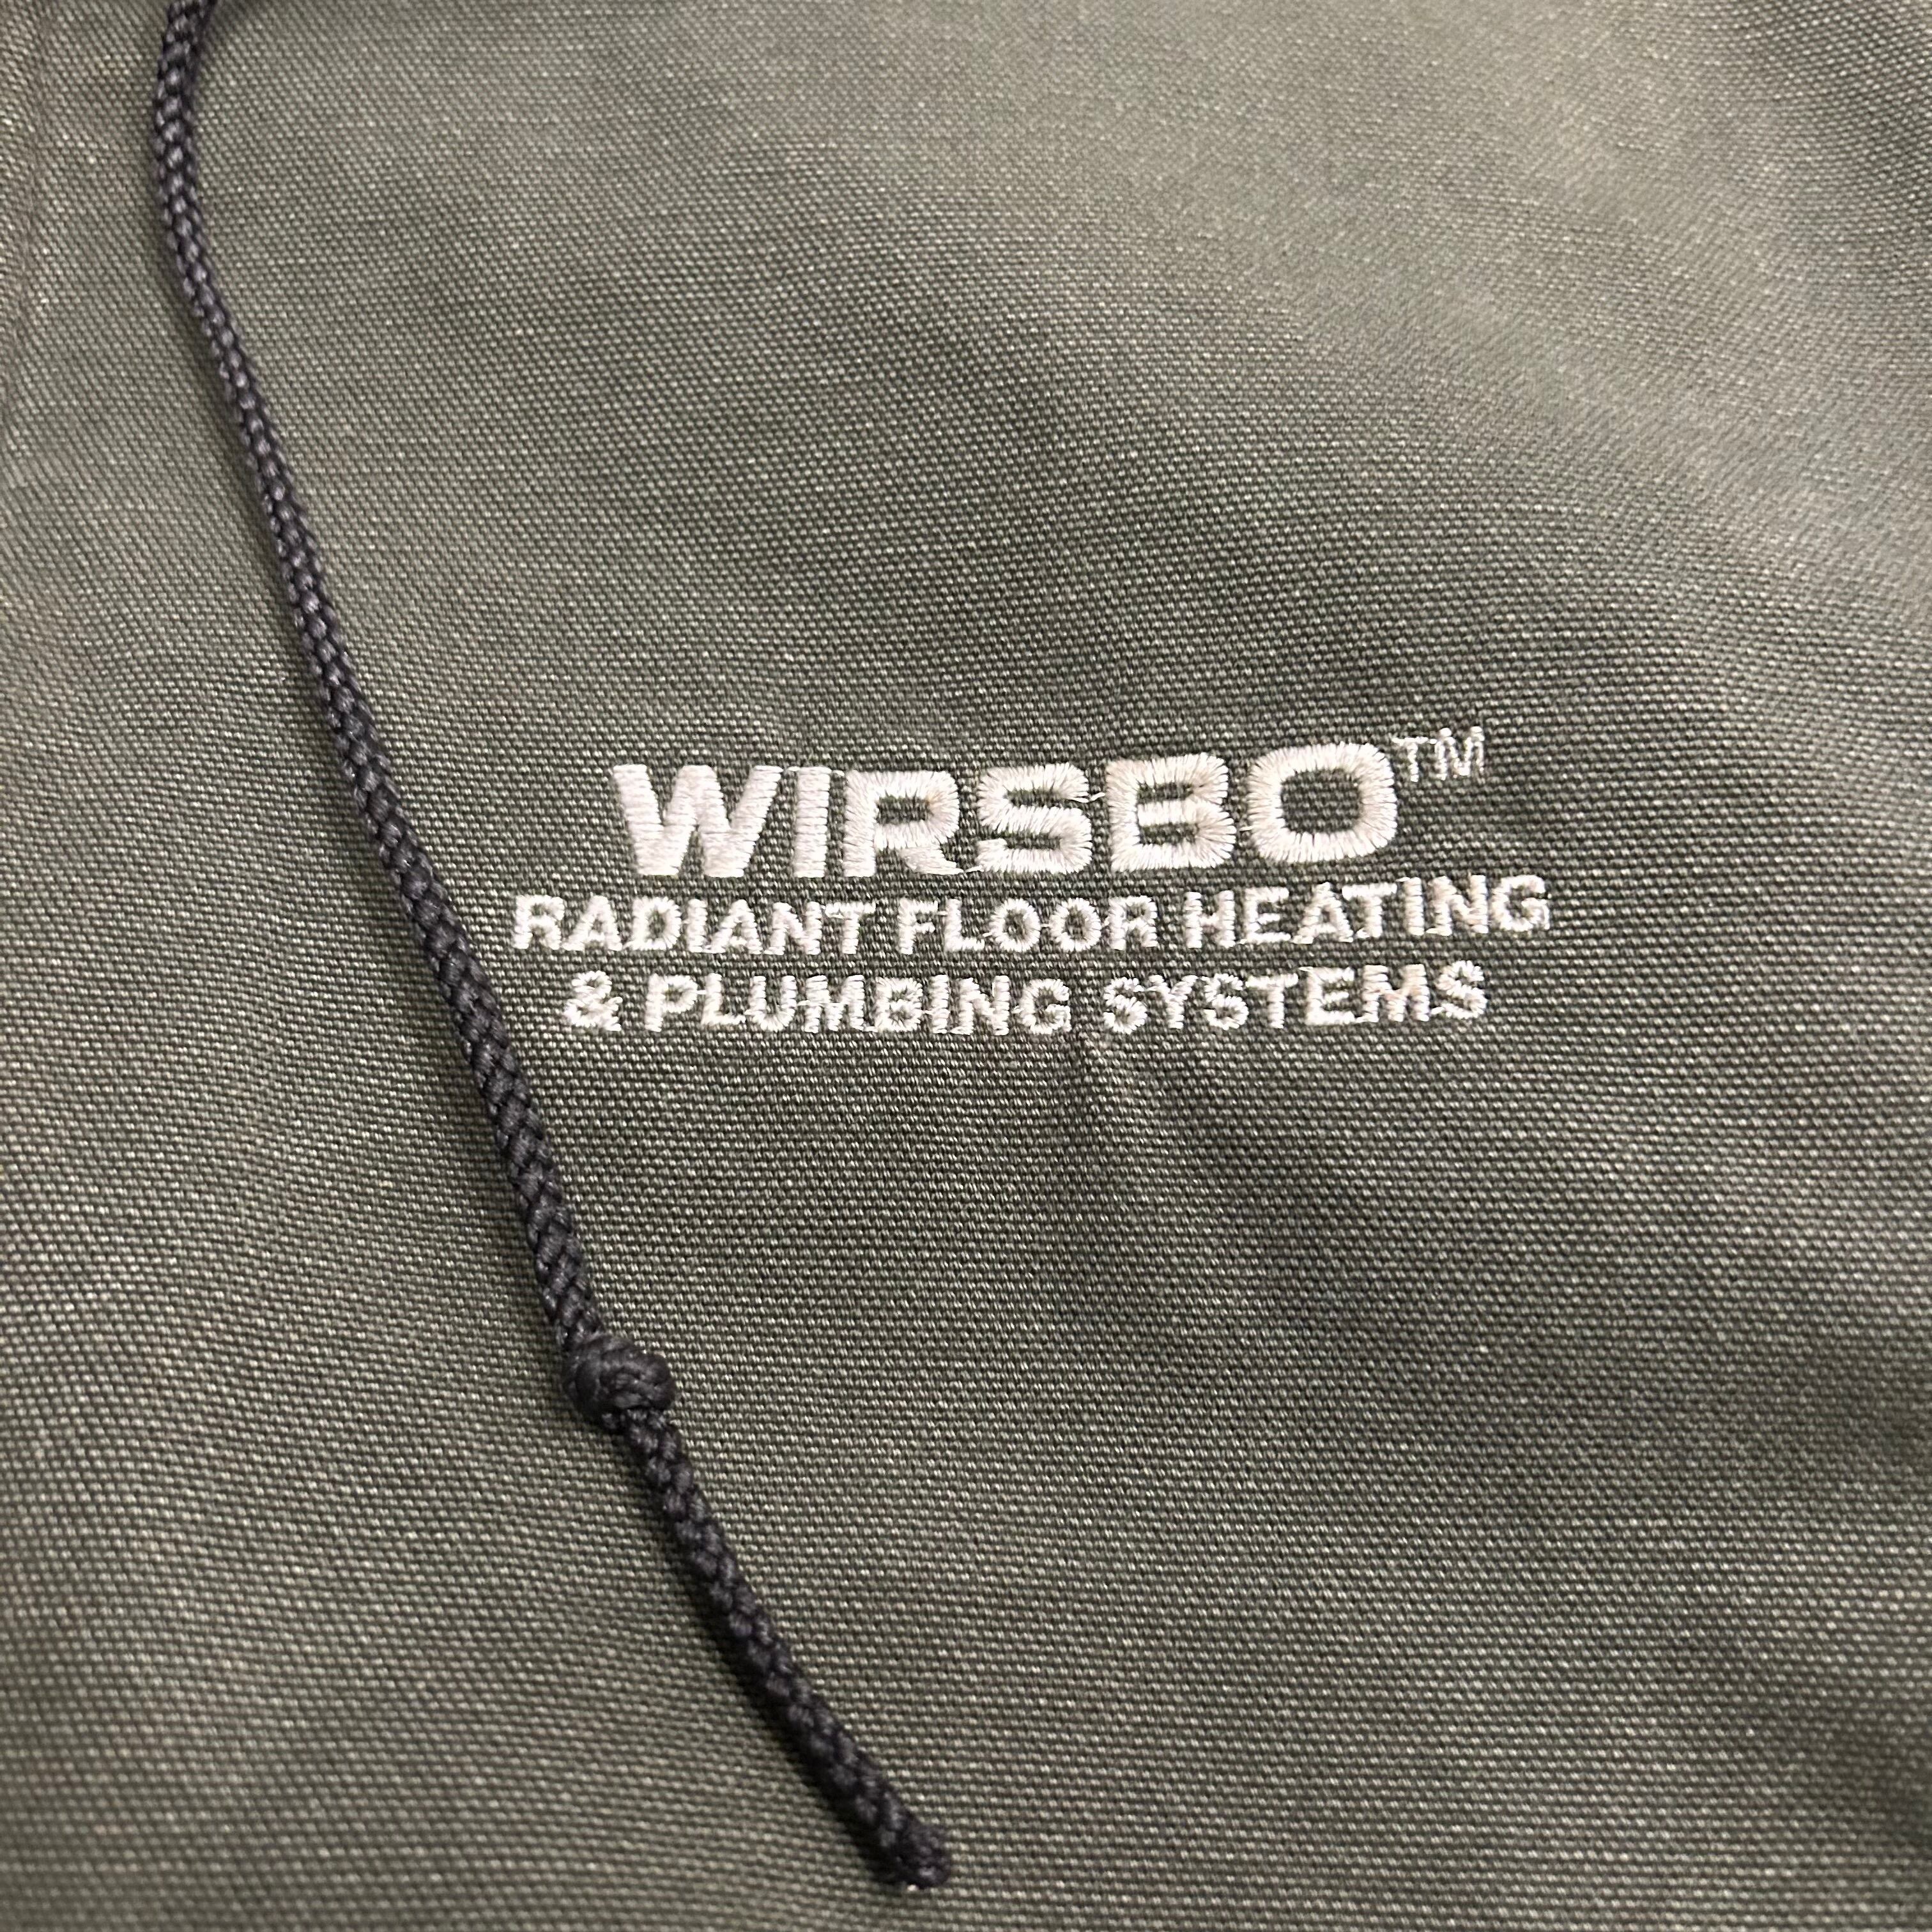 WIRSBO™
RADIANT FLOOR HEATING
& PLUMBING SYSTEMS